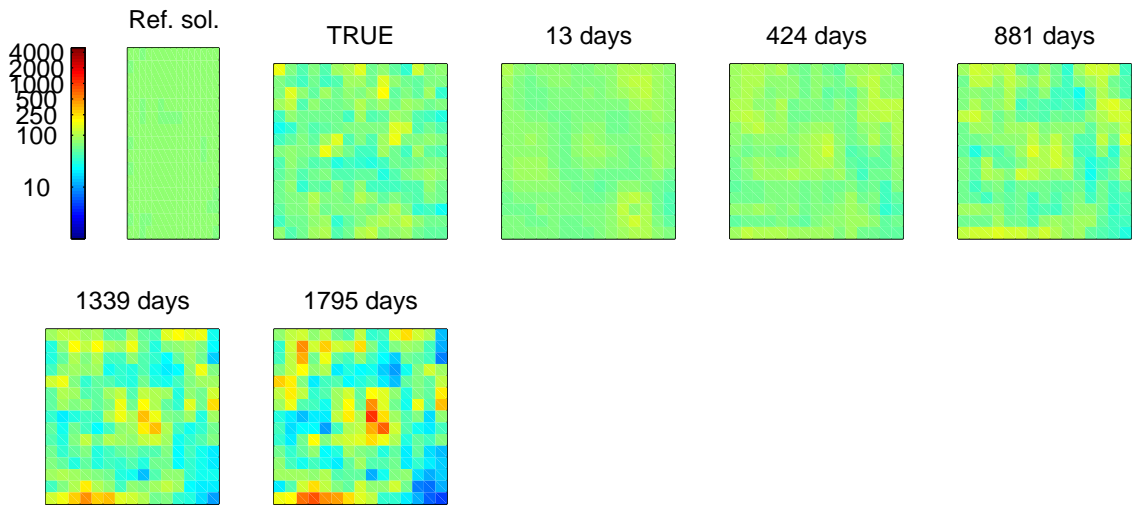 Ref. sol.
TRUE
13 days
424 days
881 days
4000
2000
1000
500
250
100
10
1339 days
1795 days